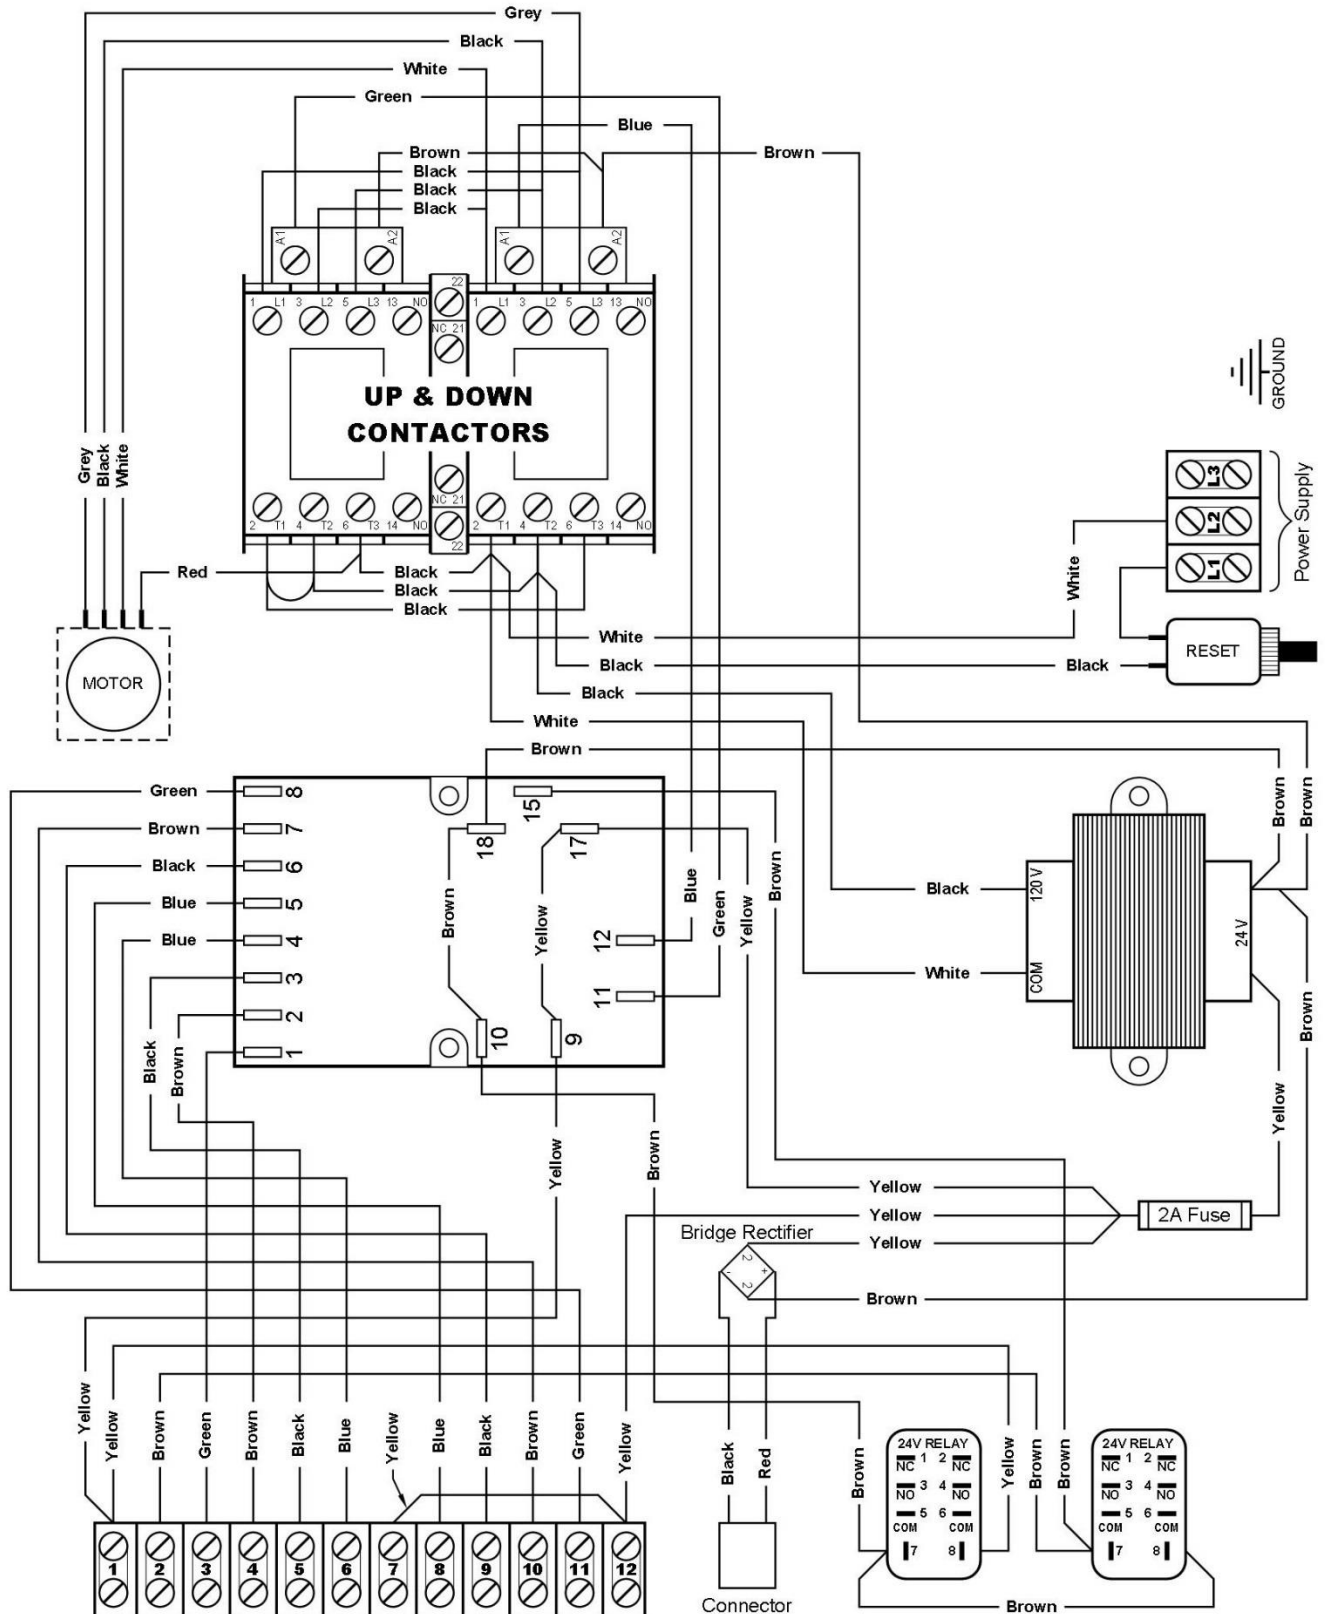 Grey
Black
White
Green
Blue
Brown
Brown
Black
Black
Black
A1 A2 A1 A2
1 L1 3 L2 5 L3 13 NO 22 1 L1 3 L2 5 L3 13 NO
NC 21
UP & DOWN
CONTACTORS
Grey
Black
White
GROUND
L3
L2
L1
Power Supply
NC 21
2 T1 4 T2 6 T3 14 NO 22 2 T1 4 T2 6 T3 14 NO
Red
Black
Black
Black
White
White
Black
Black
RESET
MOTOR
Black
White
Brown
Green 8
Brown 7
Black 6
Blue 5
Blue 4
3
2
1
15
18
17
12
11
10
9
Brown
Yellow
Blue
Green
Yellow
Brown
Black
White
120 V
COM
24 V
Brown
Brown
Brown
Yellow
Black
Brown
Yellow
Brown
Yellow
Yellow
Yellow
2A Fuse
Bridge Rectifier
2
- +
2
Brown
Yellow
Yellow
Brown
Green
Brown
Black
Blue
Yellow
Blue
Black
Brown
Green
Yellow
Black
Red
Brown
Yellow
Brown
Brown
24V RELAY
1 2
NC NC
3 4
NO NO
5 6
COM COM
7 8
24V RELAY
1 2
NC NC
3 4
NO NO
5 6
COM COM
7 8
1 2 3 4 5 6 7 8 9 10 11 12
Connector
Brown